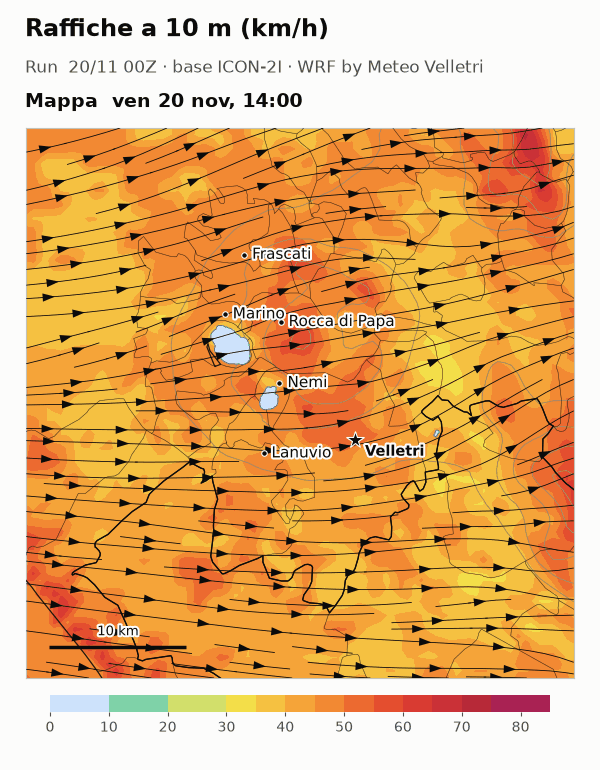 Raffiche a 10 m (km/h)
Run  20/11 00Z · base ICON-2I · WRF by Meteo Velletri
Mappa  ven 20 nov, 14:00
Frascati
Marino
Rocca di Papa
Nemi
Lanuvio
Velletri
10 km
0 10 20 30 40 50 60 70 80